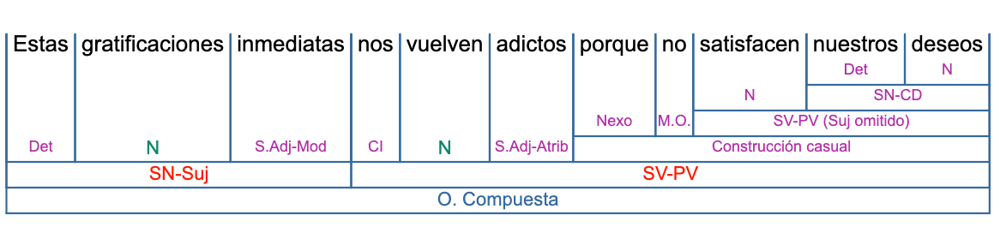 Estas gratificaciones inmediatas nos vuelven adictos porque no satisfacen nuestros deseos
Det N
N SN-CD
Nexo M.O. SV-PV (Suj omitido)
Det N S.Adj-Mod CI N S.Adj-Atrib Construcción casual
SN-Suj SV-PV
O. Compuesta